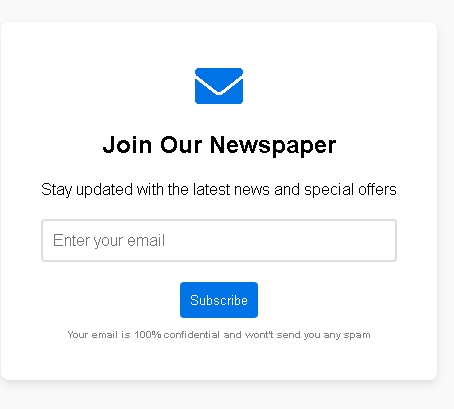 Join Our Newspaper
Stay updated with the latest news and special offers
Enter your email
Subscribe
Your email is 100% confidential and wont't send you any spam